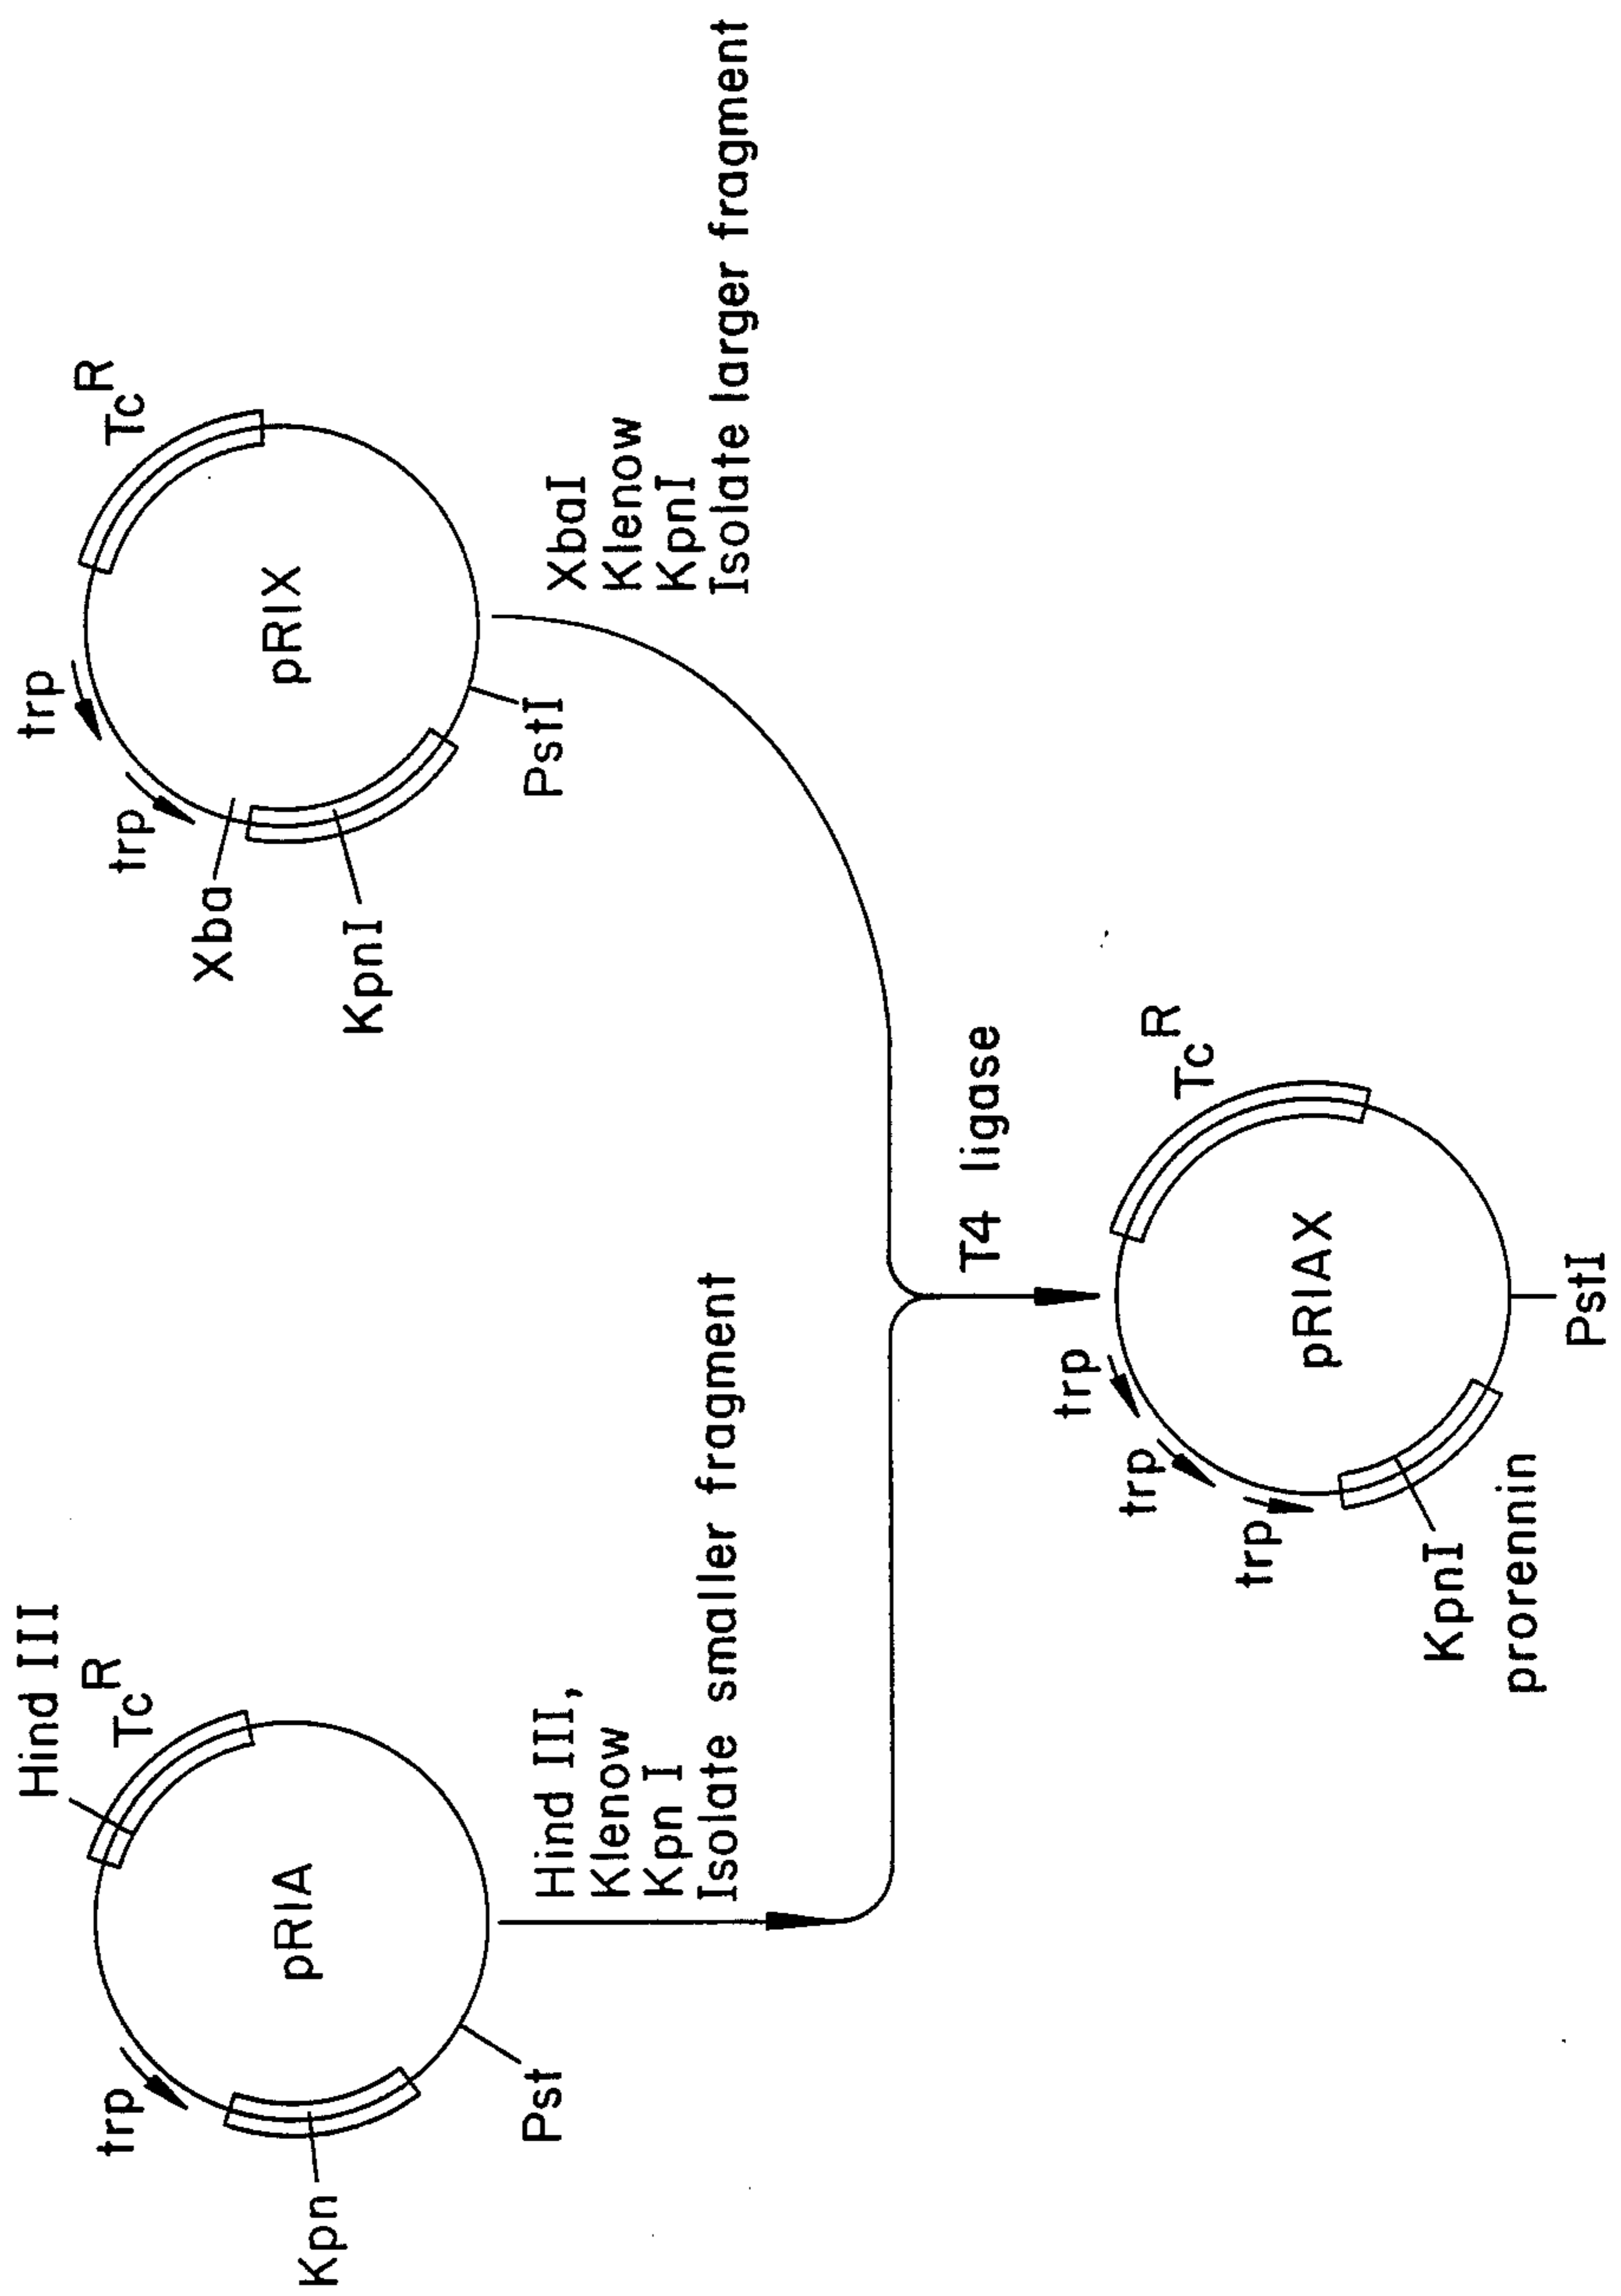 Hind III
Tc R
trp
pRIA
Kpn
Pst
Hind III,
Klenow
Kpn I
Isolate smaller fragment
trp
trp
Tc R
Xba
pRIX
KpnI
PstI
XbaI
Klenow
KpnI
Isolate larger fragment
T4 ligase
trp
trp
trp
Tc R
pRIAX
KpnI
prorennin
PstI